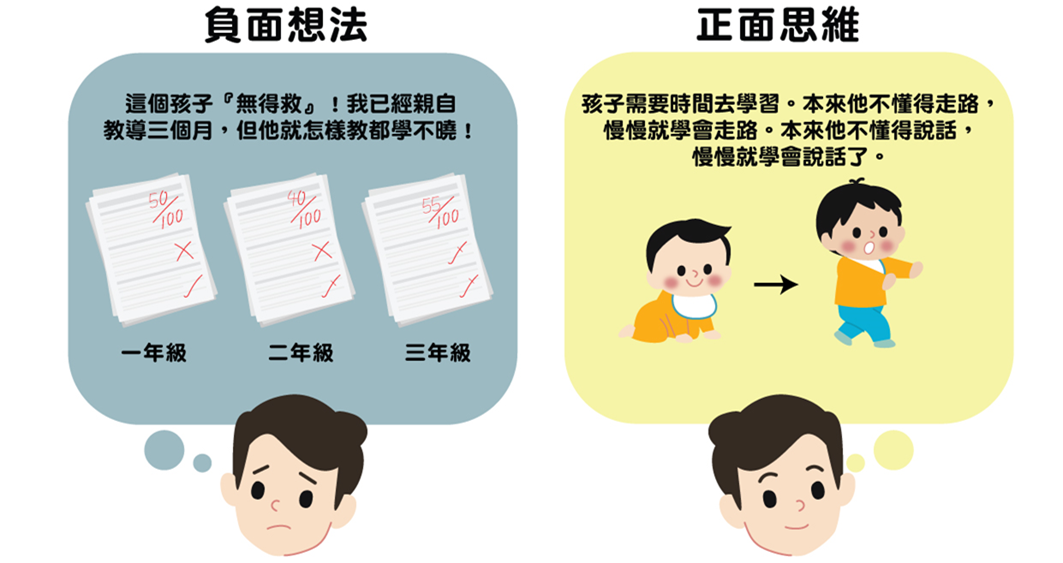 負面想法
這個孩子『無得救』！我已經親自
教導三個月，但他就怎樣教都學不曉！
50/100
40/100
55/100
一年級
二年級
三年級
正面思維
孩子需要時間去學習。本來他不懂得走路，
慢慢就學會走路。本來他不懂得說話，
慢慢就學會說話了。